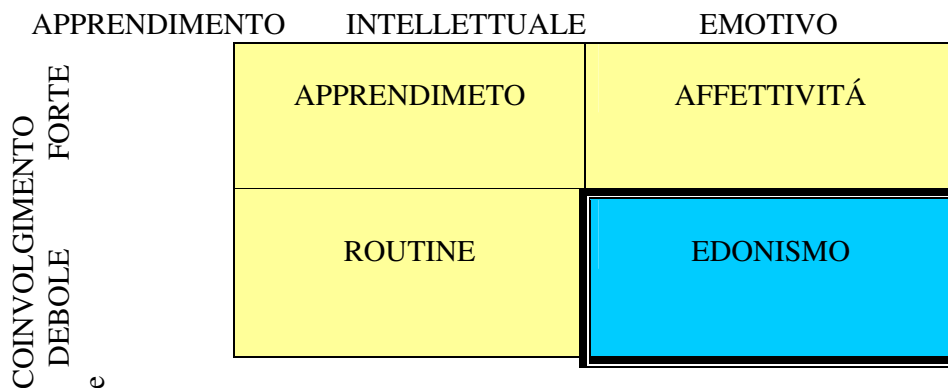 APPRENDIMENTO INTELLETTUALE EMOTIVO
COINVOLGIMENTO
DEBOLE FORTE
APPRENDIMETO AFFETTIVITÁ
ROUTINE EDONISMO
e